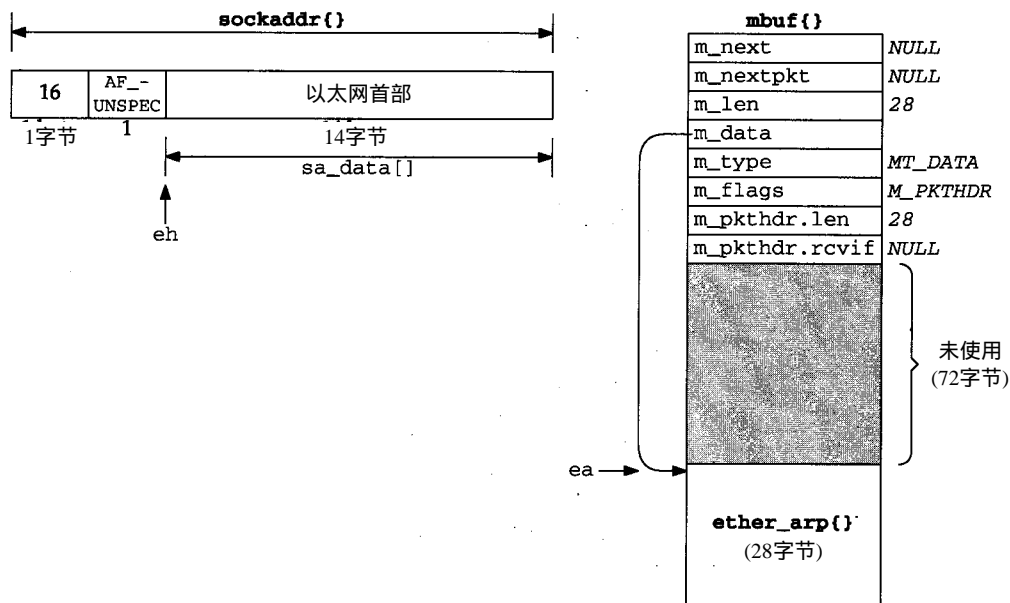 sockaddr{}
16
AF_-
UNSPEC
以太网首部
1字节
1
14字节
sa_data[]
eh
mbuf{}
m_next NULL
m_nextpkt NULL
m_len 28
m_data
m_type MT_DATA
m_flags M_PKTHDR
m_pkthdr.len 28
m_pkthdr.rcvif NULL
未使用
(72字节)
ea
ether_arp{}
(28字节)